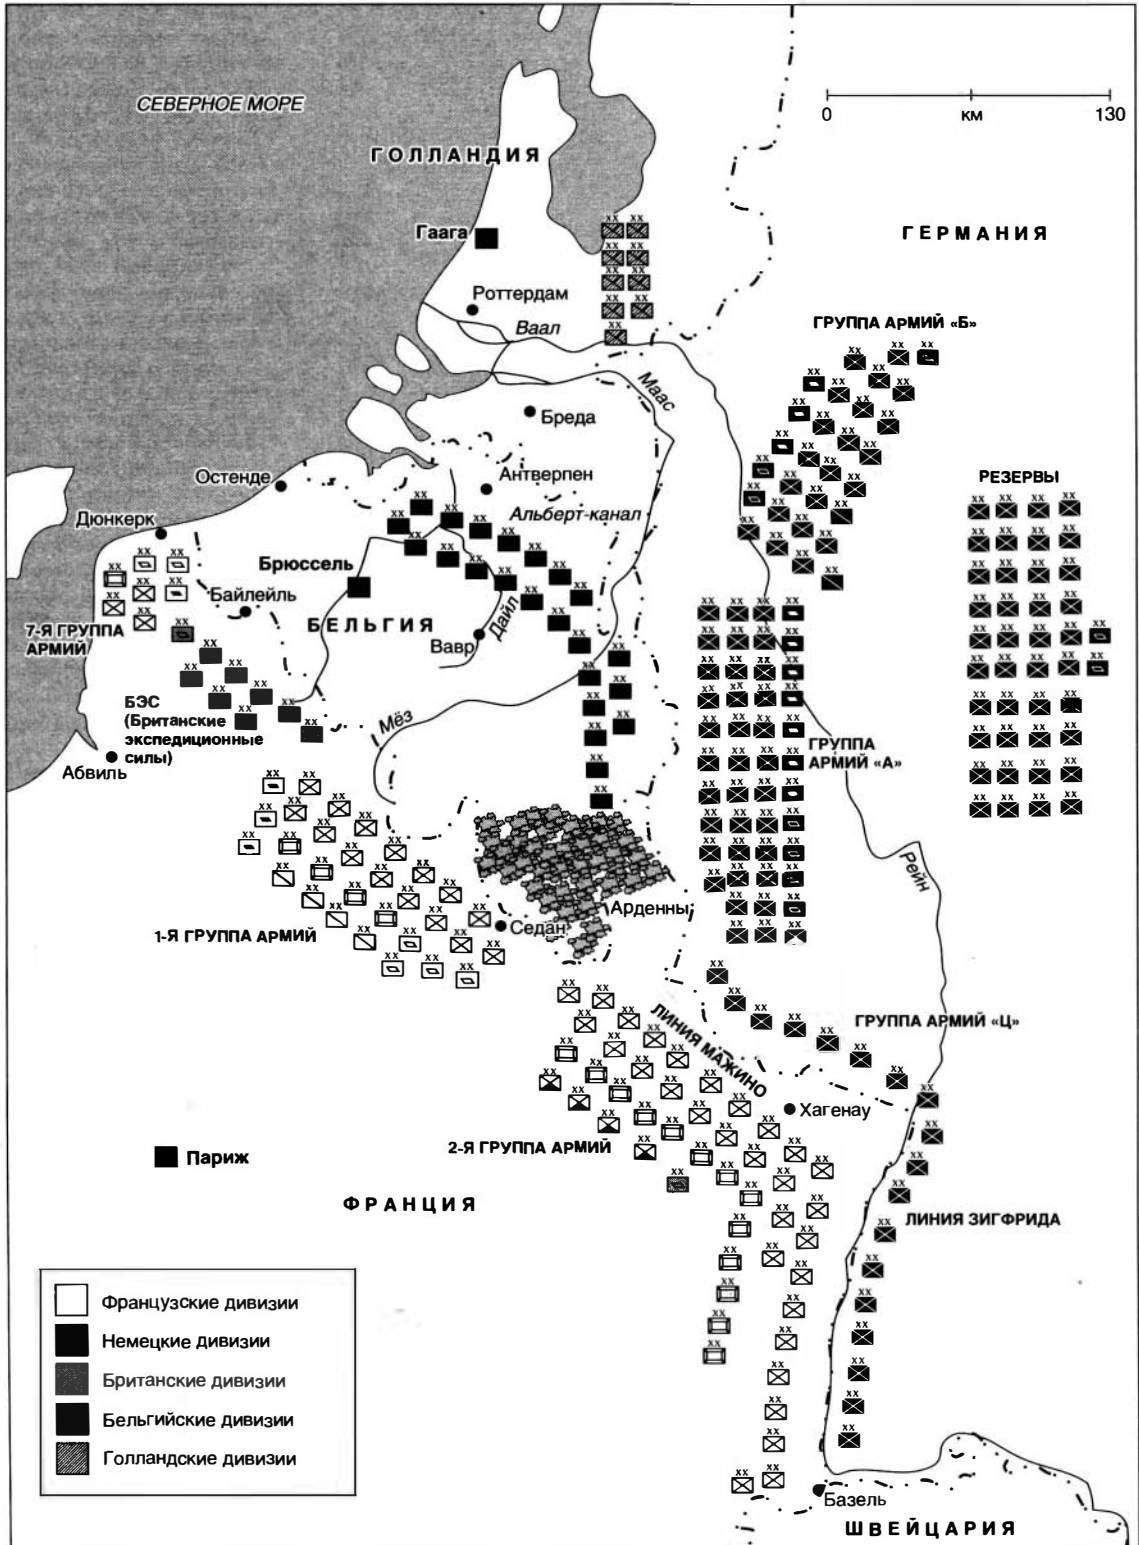 СЕВЕРНОЕ МОРЕ
0 км 130
ГОЛЛАНДИЯ
Гаага
ГЕРМАНИЯ
Роттердам
Ваал
ГРУППА АРМИЙ «Б»
Маас
Бреда
Остенде
Антверпен
РЕЗЕРВЫ
Альберт-канал
Дюнкерк
Брюссель
Байлейль
БЕЛЬГИЯ
Дайл
Вавр
7-Я ГРУППА
АРМИЙ
БЭС
(Британские
экспедиционные
силы)
Абвиль
Мёз
ГРУППА
АРМИЙ «А»
Рейн
Арденны
Седан
1-Я ГРУППА АРМИЙ
ЛИНИЯ МАЖИНО
ГРУППА АРМИЙ «Ц»
Хагенау
2-Я ГРУППА АРМИЙ
Париж
ФРАНЦИЯ
ЛИНИЯ ЗИГФРИДА
Французские дивизии
Немецкие дивизии
Британские дивизии
Бельгийские дивизии
Голландские дивизии
Базель
ШВЕЙЦАРИЯ